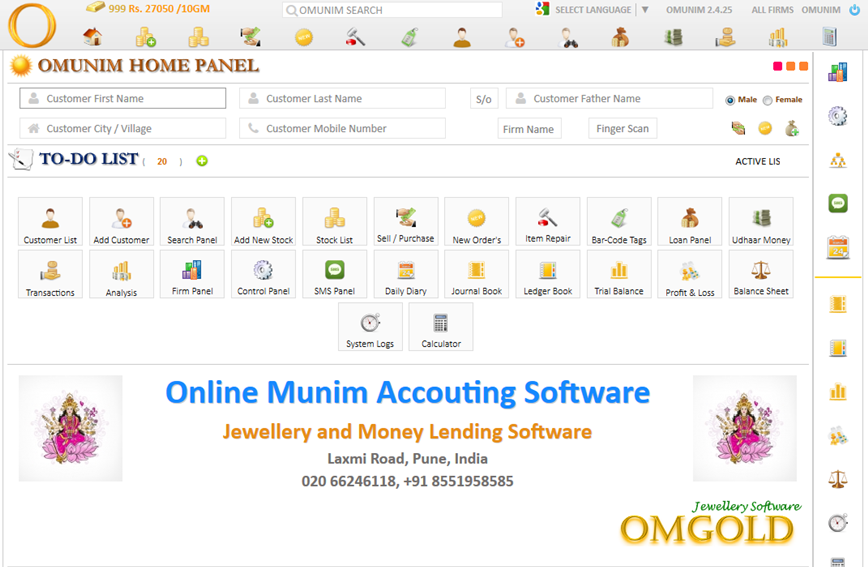 999 Rs. 27050 /10GM
OMUNIM SEARCH
SELECT LANGUAGE
OMUNIM 2.4.25
ALL FIRMS
OMUNIM
OMUNIM HOME PANEL
Customer First Name
Customer Last Name
S/o
Customer Father Name
Male
Female
Customer City / Village
Customer Mobile Number
Firm Name
Finger Scan
TO-DO LIST ( 20 )
ACTIVE LIS
Customer List
Add Customer
Search Panel
Add New Stock
Stock List
Sell / Purchase
New Order's
Item Repair
Bar-Code Tags
Loan Panel
Udhaar Money
Transactions
Analysis
Firm Panel
Control Panel
SMS Panel
Daily Diary
Journal Book
Ledger Book
Trial Balance
Profit & Loss
Balance Sheet
System Logs
Calculator
Online Munim Accouting Software
Jewellery and Money Lending Software
Laxmi Road, Pune, India
020 66246118, +91 8551958585
Jewellery Software
OMGOLD